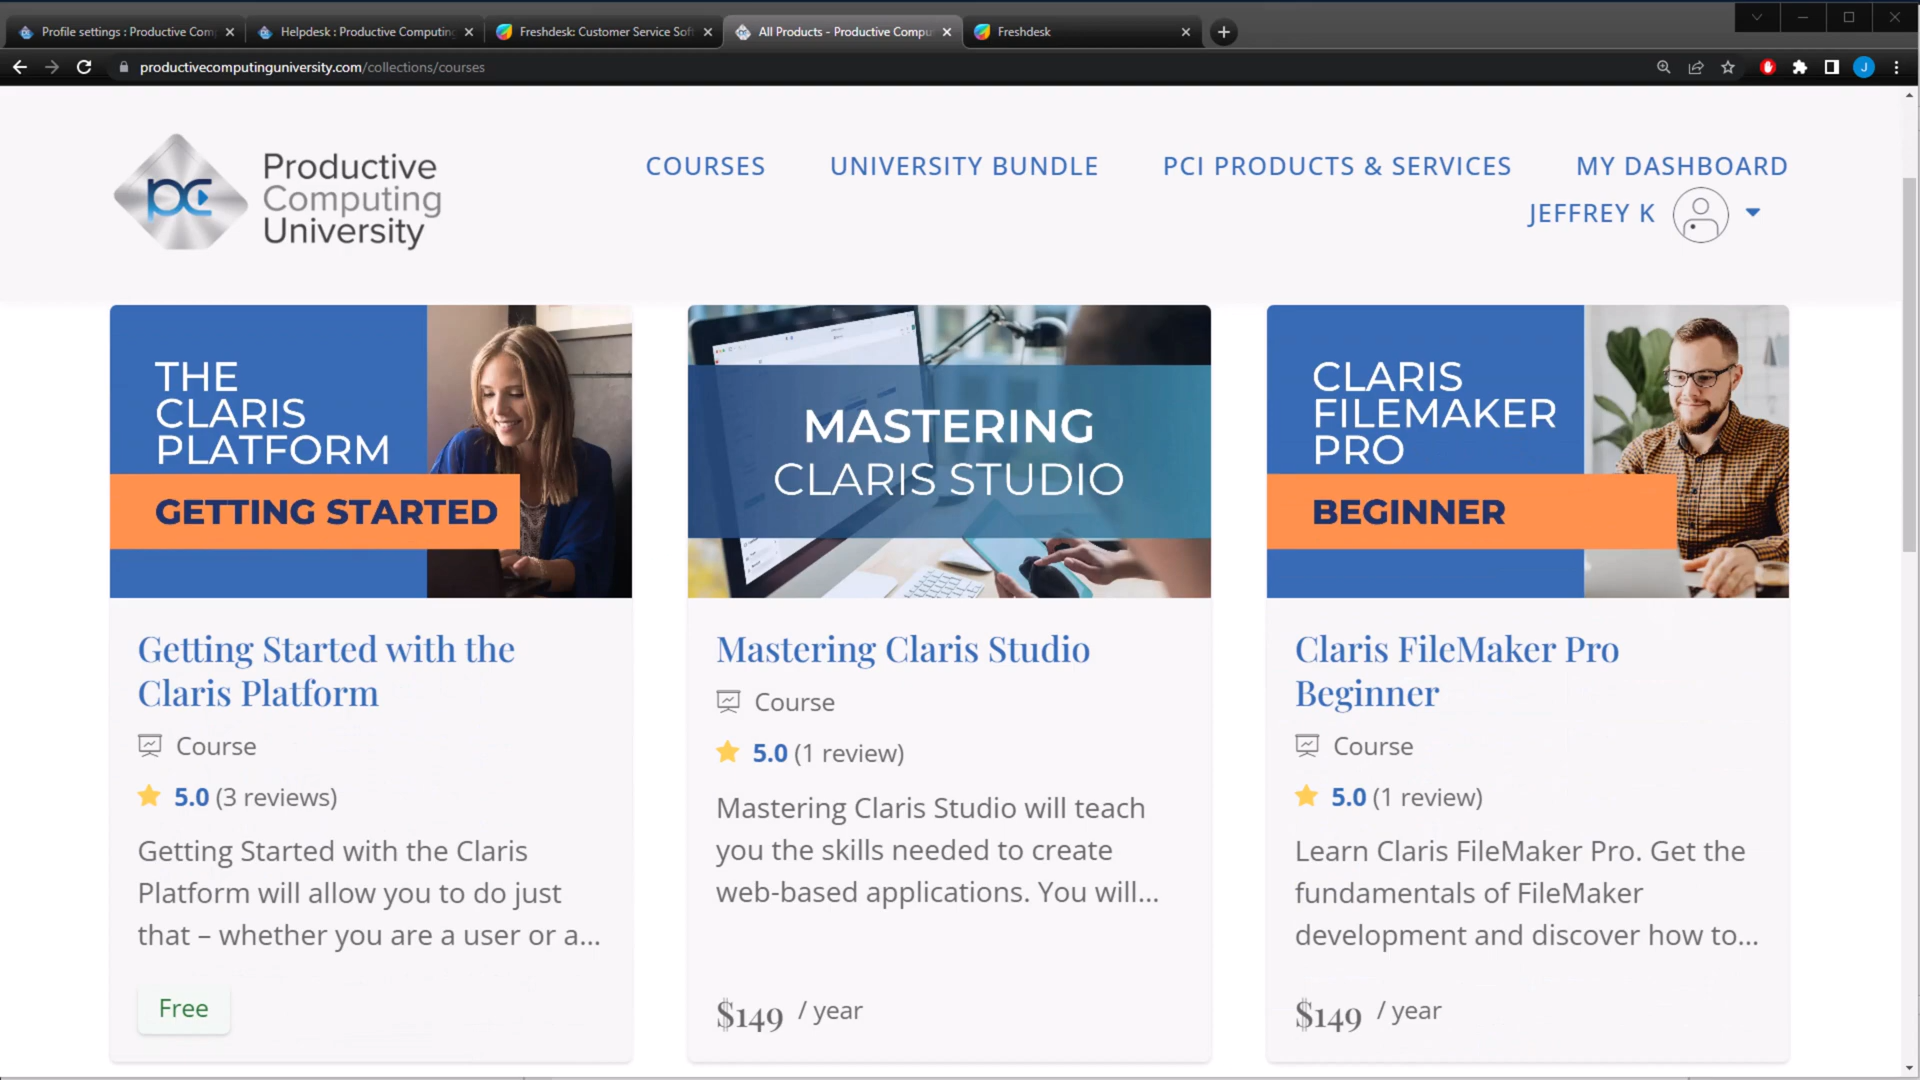 Profile settings : Productive Com
Helpdesk : Productive Computing
Freshdesk: Customer Service Soft
All Products - Productive Compu
Freshdesk
productivecomputinguniversity.com/collections/courses
J
pc
Productive
Computing
University
COURSES
UNIVERSITY BUNDLE
PCI PRODUCTS & SERVICES
MY DASHBOARD
JEFFREY K
THE
CLARIS
PLATFORM
GETTING STARTED
MASTERING
CLARIS STUDIO
CLARIS
FILEMAKER
PRO
BEGINNER
Getting Started with the
Claris Platform
Course
5.0 (3 reviews)
Getting Started with the Claris
Platform will allow you to do just
that – whether you are a user or a...
Free
Mastering Claris Studio
Course
5.0 (1 review)
Mastering Claris Studio will teach
you the skills needed to create
web-based applications. You will...
$149 / year
Claris FileMaker Pro
Beginner
Course
5.0 (1 review)
Learn Claris FileMaker Pro. Get the
fundamentals of FileMaker
development and discover how to...
$149 / year